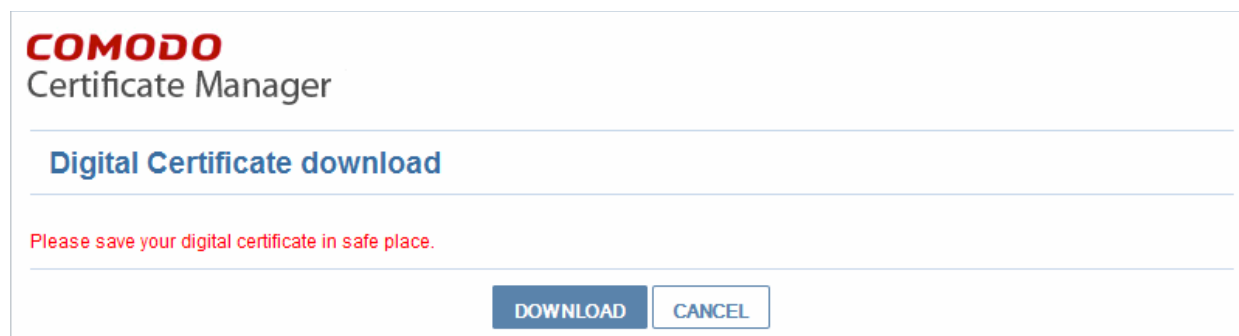 COMODO
Certificate Manager
Digital Certificate download
Please save your digital certificate in safe place.
DOWNLOAD CANCEL